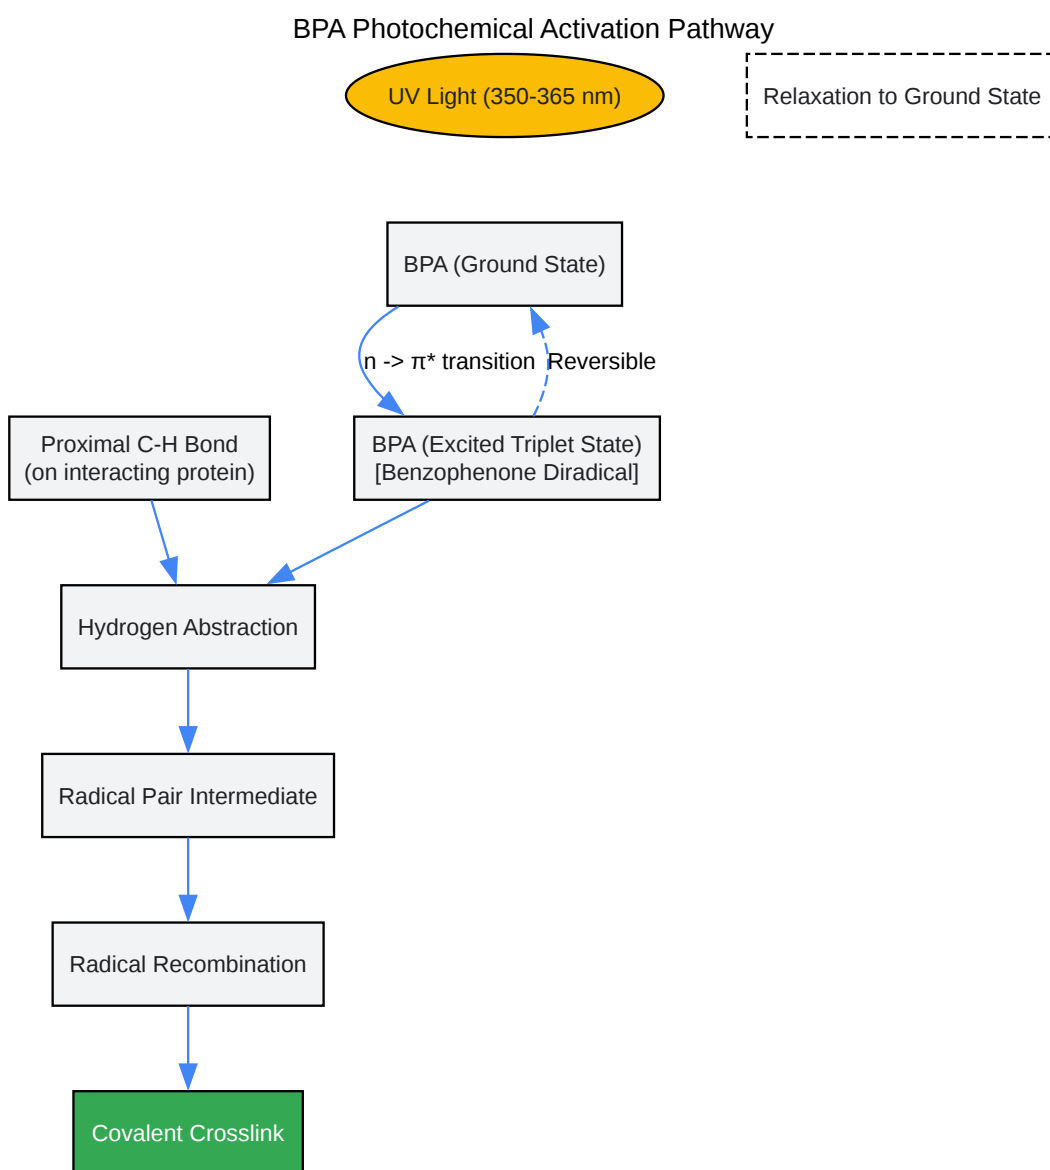 BPA Photochemical Activation Pathway
UV Light (350-365 nm)
Relaxation to Ground State
BPA (Ground State)
n -> π* transition
Reversible
Proximal C-H Bond
(on interacting protein)
BPA (Excited Triplet State)
[Benzophenone Diradical]
Hydrogen Abstraction
Radical Pair Intermediate
Radical Recombination
Covalent Crosslink